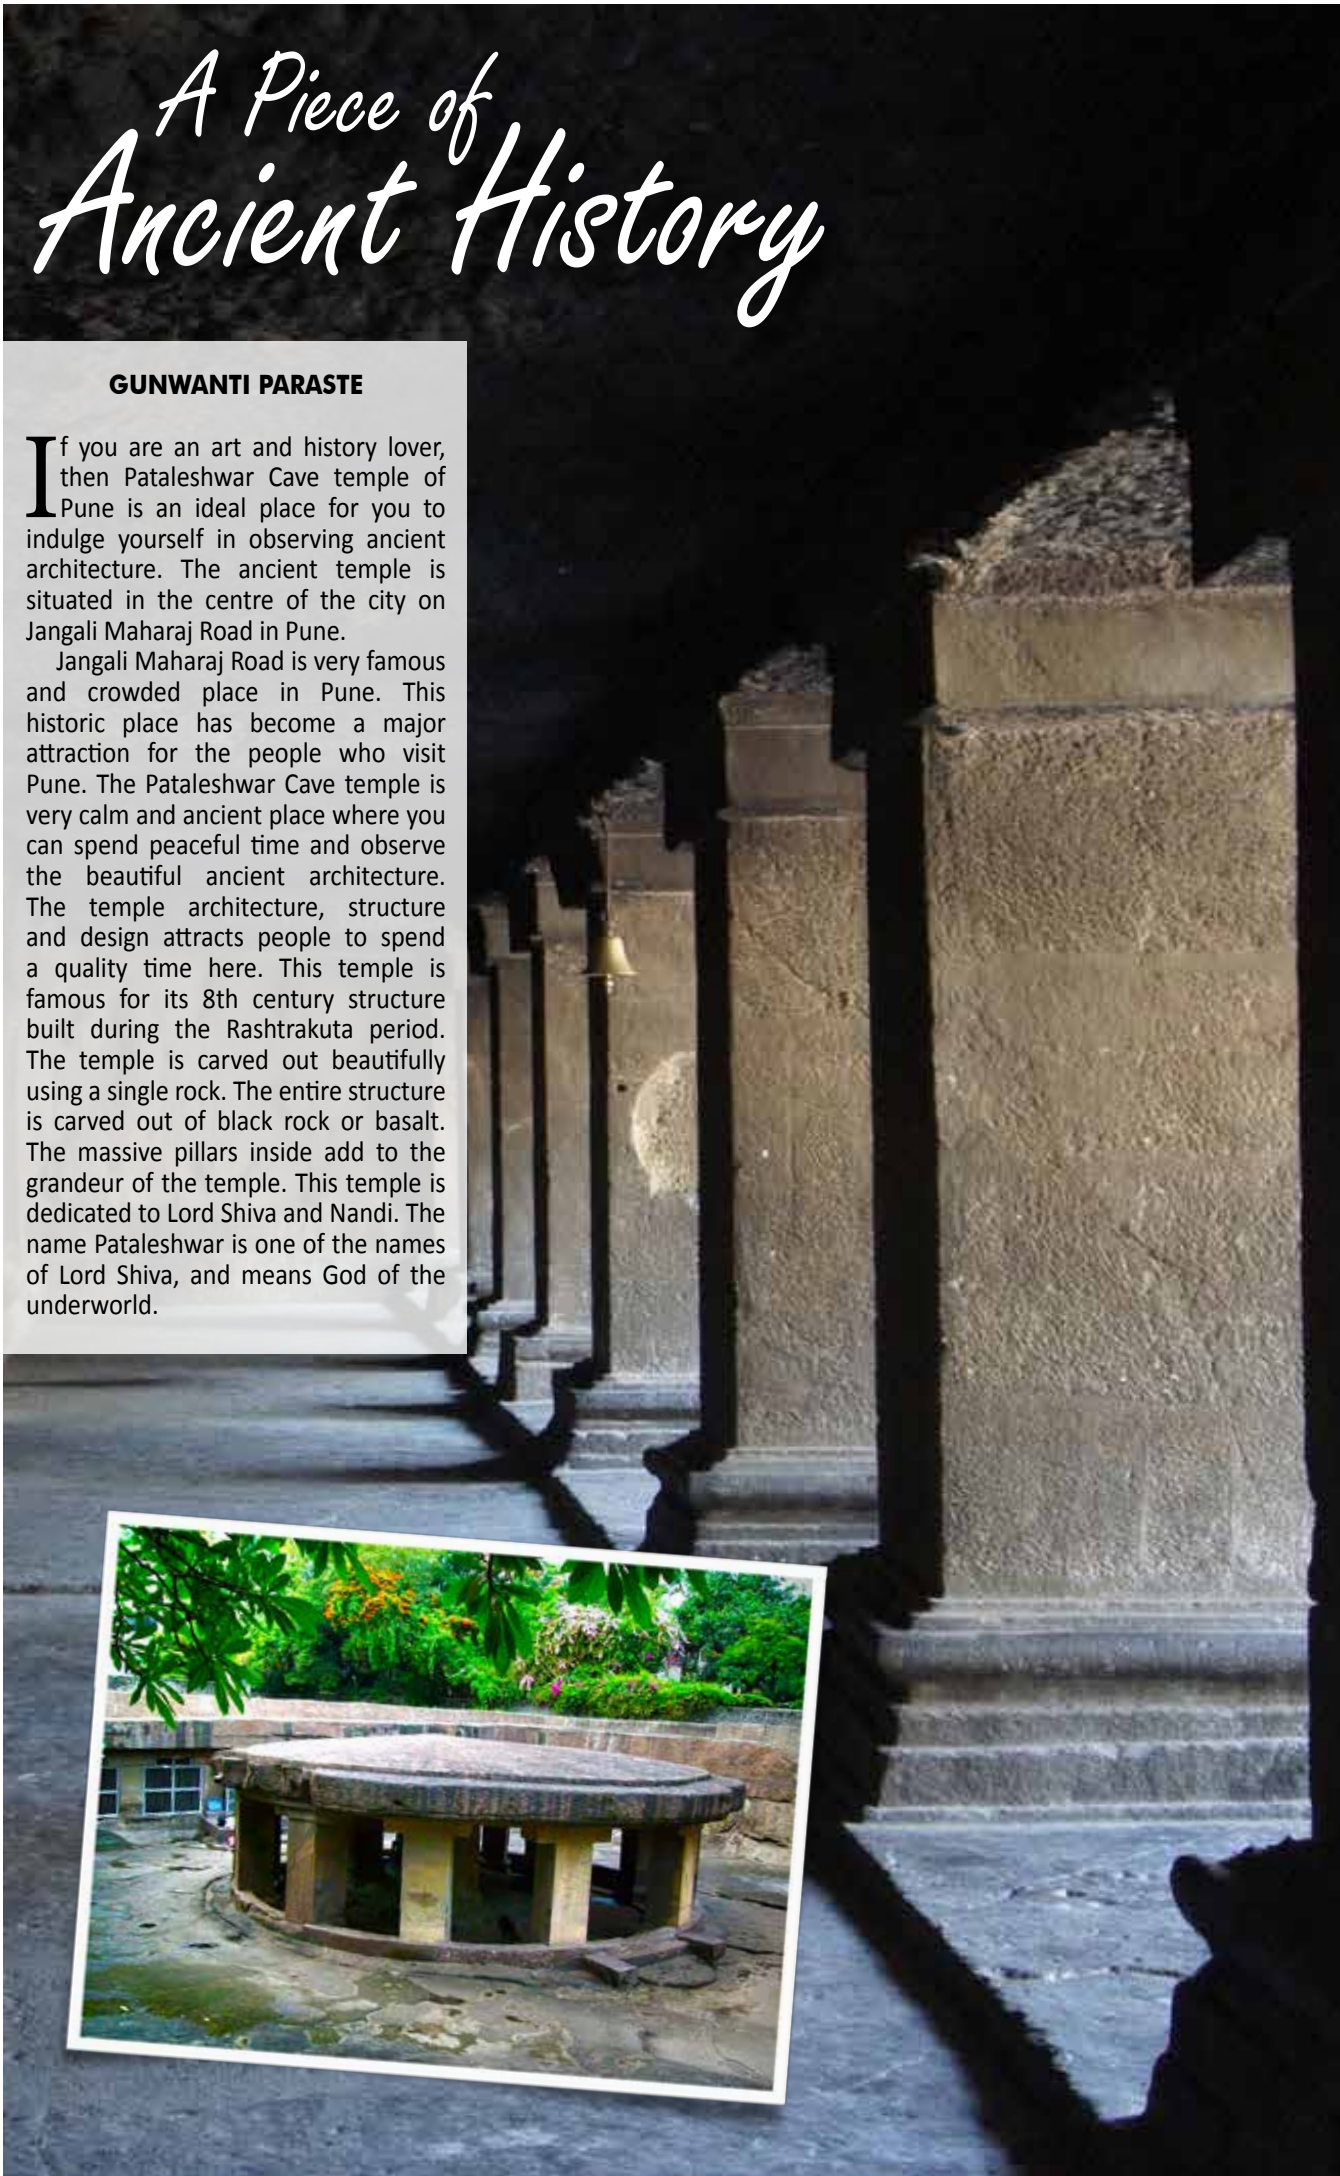 A Piece of
Ancient History
GUNWANTI PARASTE
If you are an art and history lover,
then Pataleshwar Cave temple of
Pune is an ideal place for you to
indulge yourself in observing ancient
architecture. The ancient temple is
situated in the centre of the city on
Jangali Maharaj Road in Pune.
Jangali Maharaj Road is very famous
and crowded place in Pune. This
historic place has become a major
attraction for the people who visit
Pune. The Pataleshwar Cave temple is
very calm and ancient place where you
can spend peaceful time and observe
the beautiful ancient architecture.
The temple architecture, structure
and design attracts people to spend
a quality time here. This temple is
famous for its 8th century structure
built during the Rashtrakuta period.
The temple is carved out beautifully
using a single rock. The entire structure
is carved out of black rock or basalt.
The massive pillars inside add to the
grandeur of the temple. This temple is
dedicated to Lord Shiva and Nandi. The
name Pataleshwar is one of the names
of Lord Shiva, and means God of the
underworld.